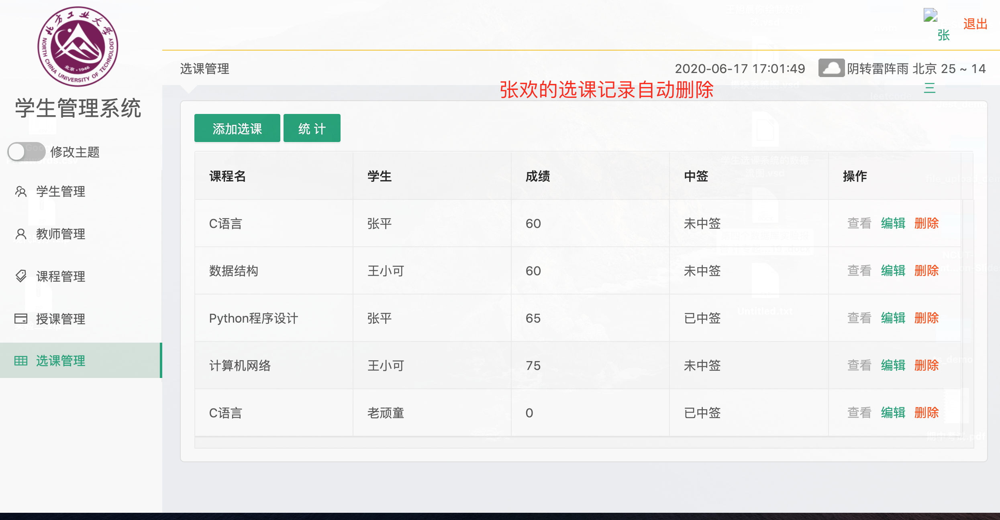 北方工业大学
NORTH CHINA UNIVERSITY OF TECHNOLOGY
北京·1946
学生管理系统
修改主题
学生管理
教师管理
课程管理
授课管理
选课管理
张
三
退出
选课管理
2020-06-17 17:01:49
阴转雷阵雨 北京 25 ~ 14
张欢的选课记录自动删除
添加选课 统 计
课程名 学生 成绩 中签 操作
C语言 张平 60 未中签 查看 编辑 删除
数据结构 王小可 60 未中签 查看 编辑 删除
Python程序设计 张平 65 已中签 查看 编辑 删除
计算机网络 王小可 75 未中签 查看 编辑 删除
C语言 老顽童 0 已中签 查看 编辑 删除
Untitled.txt